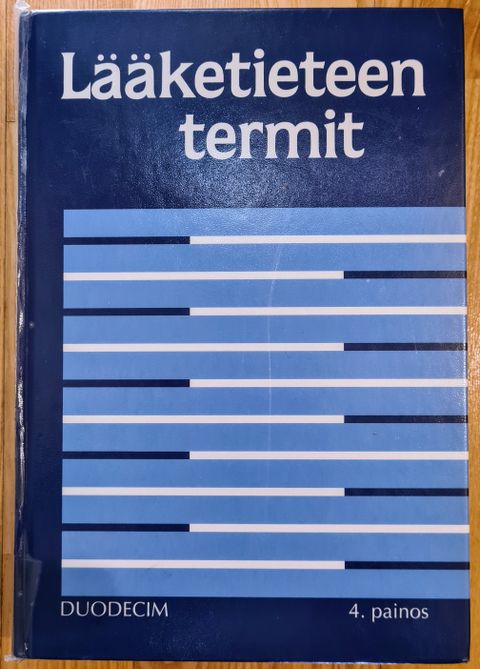 Lääketieteen
termit
DUODECIM
4. painos